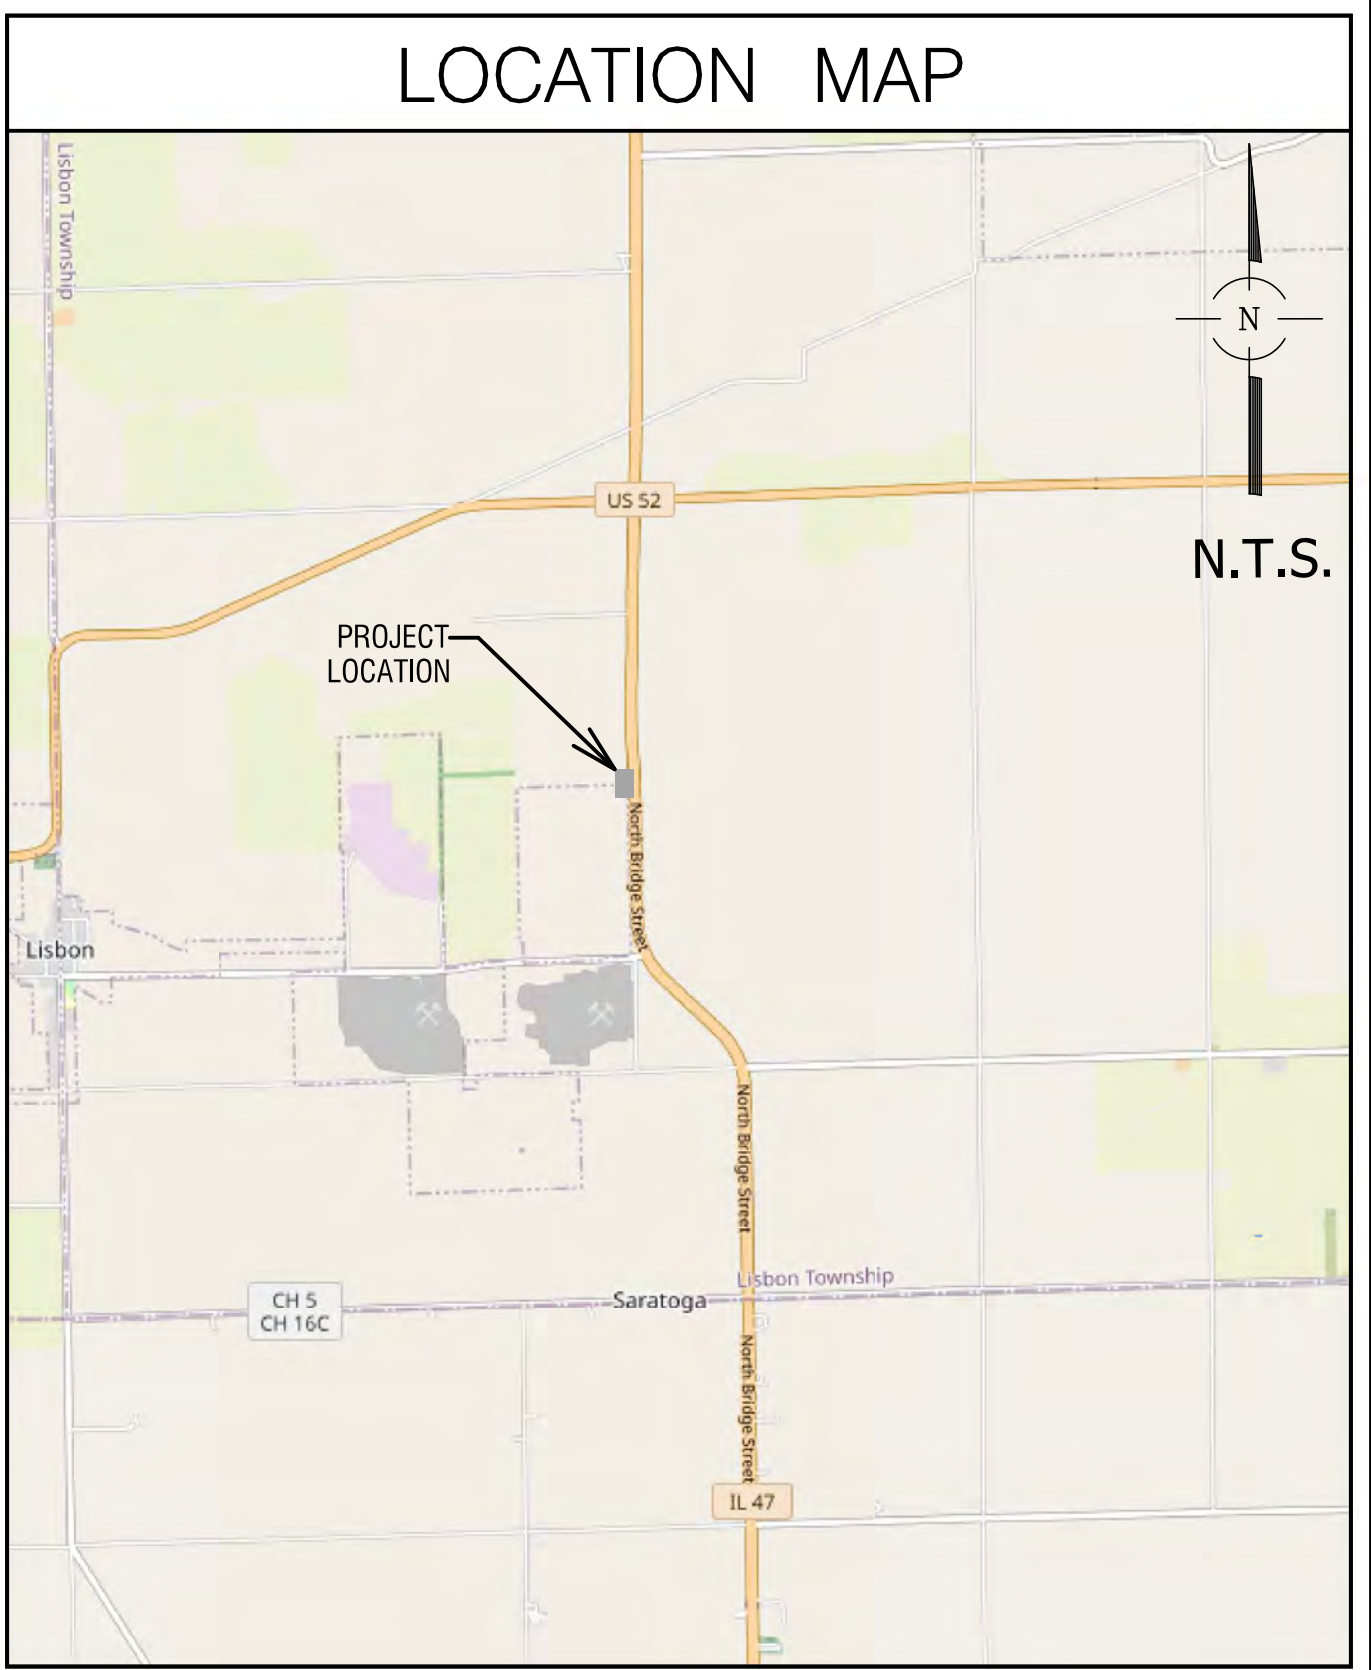 LOCATION MAP
Lisbon Township
N
US 52
N.T.S.
PROJECT
LOCATION
North Bridge Street
Lisbon
North Bridge Street
Lisbon Township
CH 5
CH 16C
Saratoga
North Bridge Street
IL 47